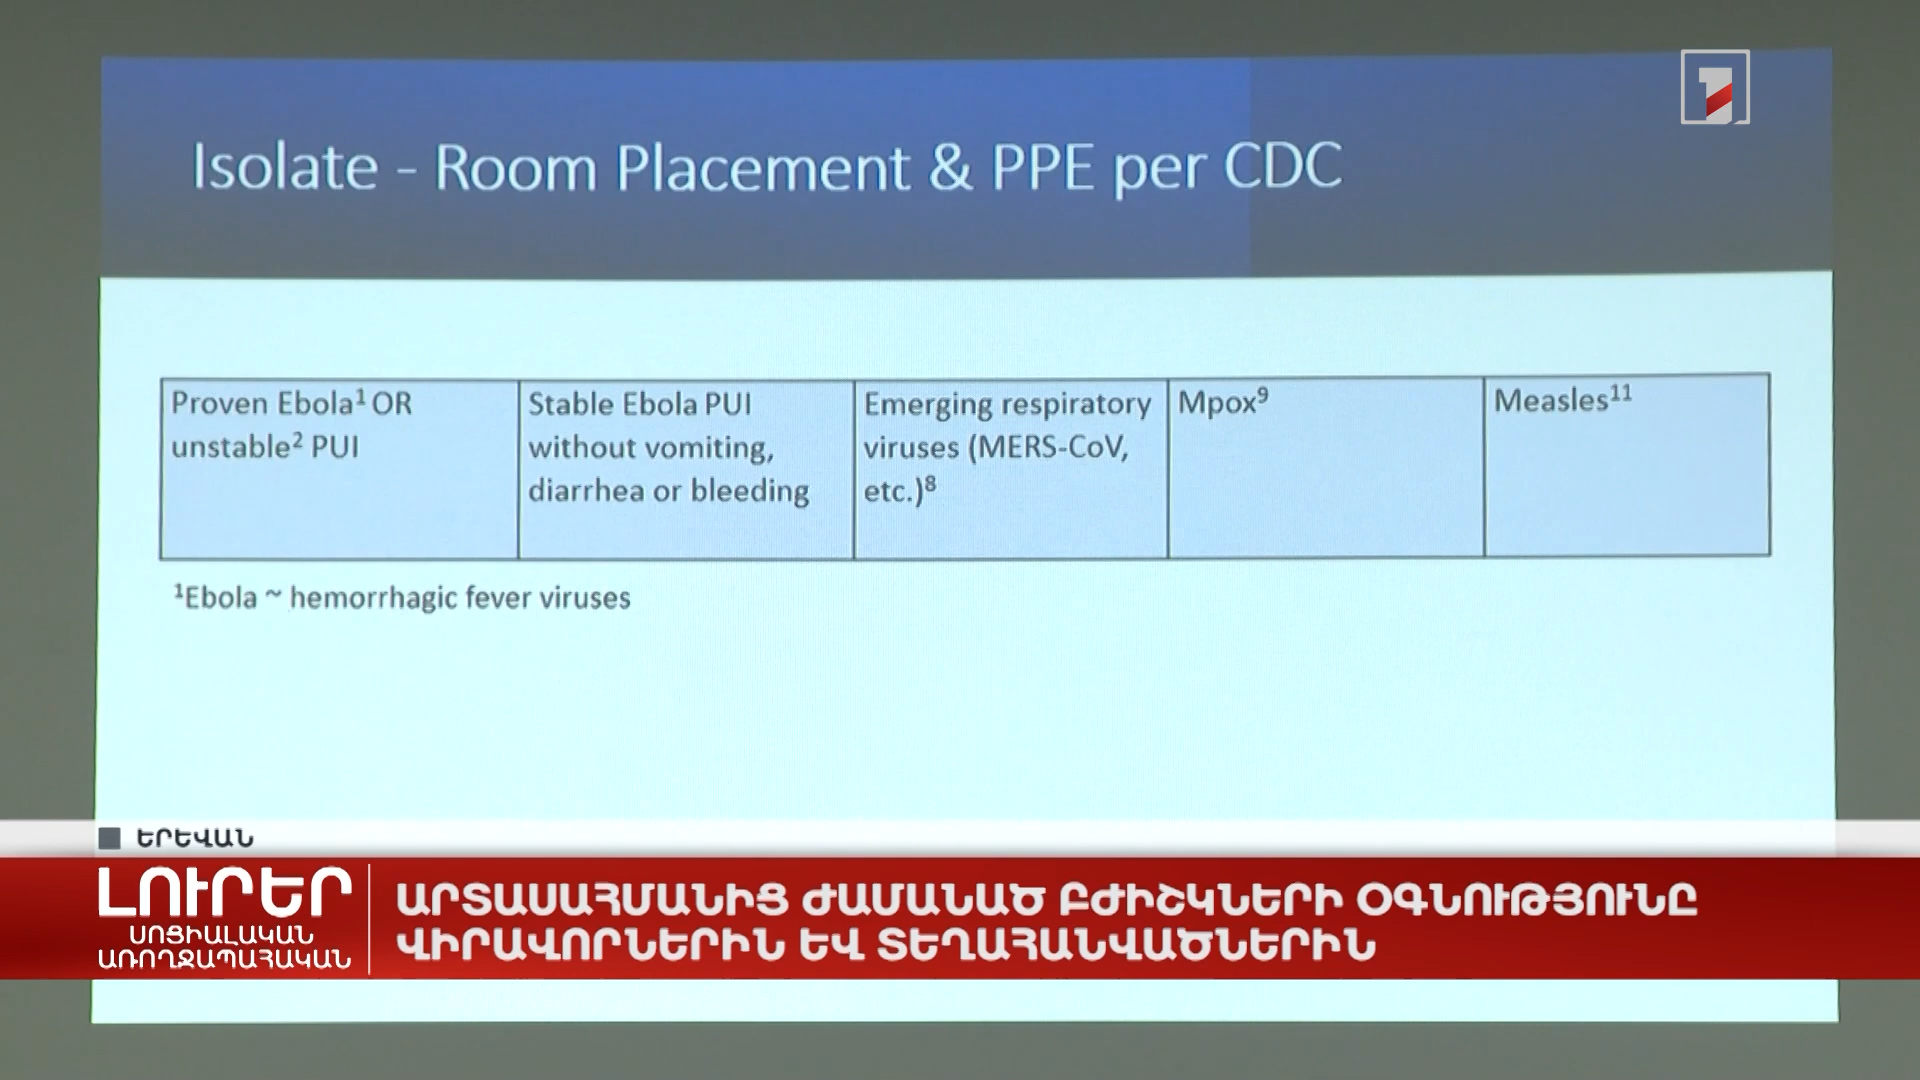 Isolate - Room Placement & PPE per CDC
Proven Ebola¹ OR
unstable² PUI
Stable Ebola PUI
without vomiting,
diarrhea or bleeding
Emerging respiratory
viruses (MERS-CoV,
etc.)⁸
Mpox⁹
Measles¹¹
¹Ebola ~ hemorrhagic fever viruses
ԵՐԵՎԱՆ
ԼՈՒՐԵՐ
ՍՈՑԻԱԼԱԿԱՆ
ԱՌՈՂՋԱՊԱՀԱԿԱՆ
ԱՐՏԱՍԱՀՄԱՆԻՑ ԺԱՄԱՆԱԾ ԲԺԻՇԿՆԵՐԻ ՕԳՆՈՒԹՅՈՒՆԸ
ՎԻՐԱՎՈՐՆԵՐԻՆ ԵՎ ՏԵՂԱՀԱՆՎԱԾՆԵՐԻՆ